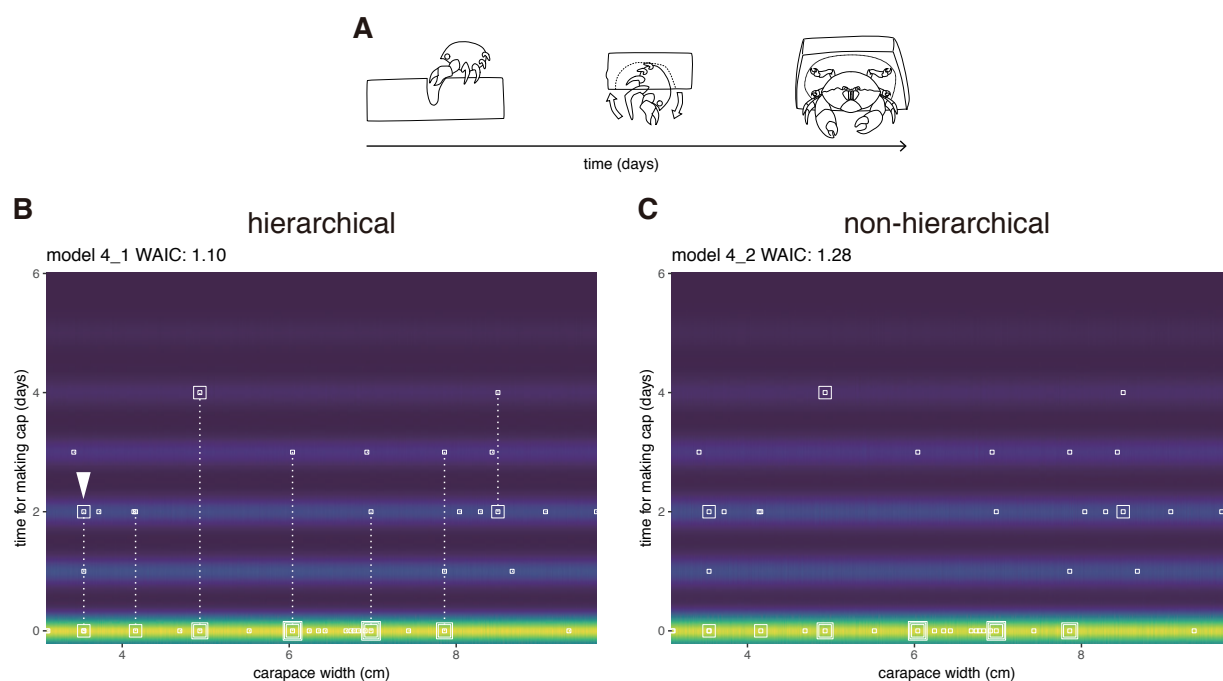 A
time (days)
B
hierarchical
model 4_1 WAIC: 1.10
time for making cap (days)
6
4
2
0
4
6
8
carapace width (cm)
C
non-hierarchical
model 4_2 WAIC: 1.28
time for making cap (days)
6
4
2
0
4
6
8
carapace width (cm)